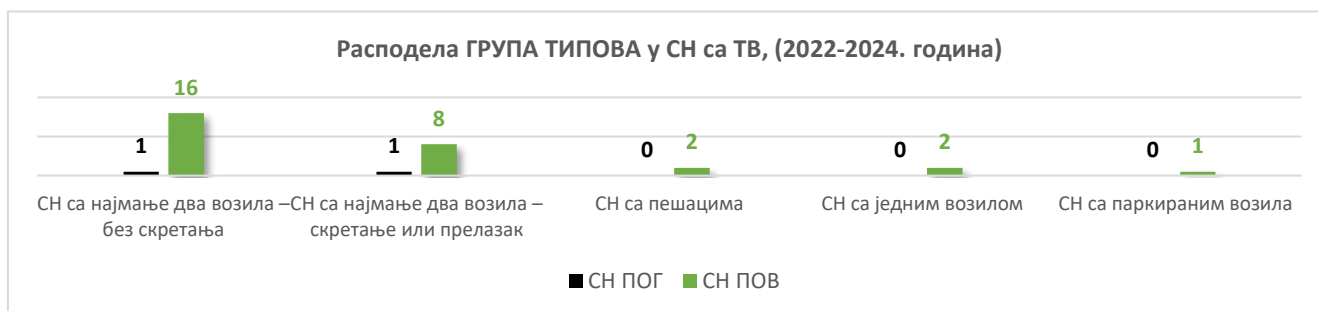 Расподела ГРУПА ТИПОВА у СН са ТВ, (2022-2024. година)
1 16 1 8 0 2 0 2 0 1
СН са најмање два возила – без скретања
СН са најмање два возила – скретање или прелазак
СН са пешацима
СН са једним возилом
СН са паркираним возила
СН ПОГ СН ПОВ